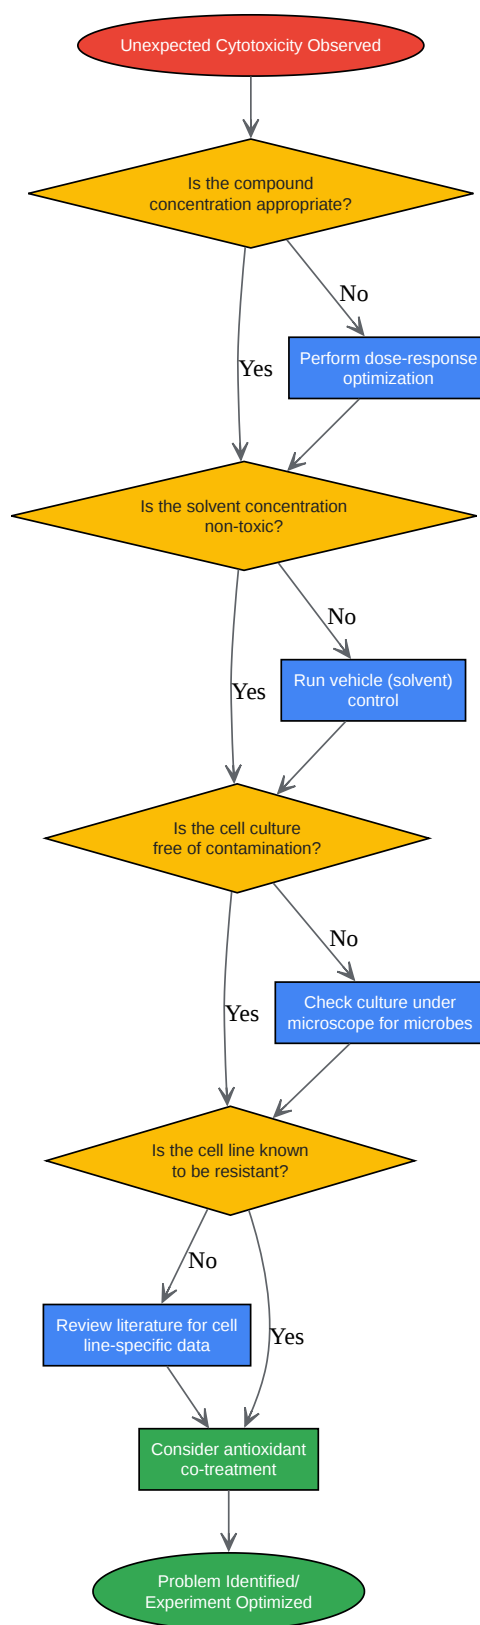 Unexpected Cytotoxicity Observed
Is the compound
concentration appropriate?
No
Perform dose-response
optimization
Yes
Is the solvent concentration
non-toxic?
No
Run vehicle (solvent)
control
Yes
Is the cell culture
free of contamination?
No
Check culture under
microscope for microbes
Yes
Is the cell line known
to be resistant?
No
Review literature for cell
line-specific data
Yes
Consider antioxidant
co-treatment
Problem Identified/
Experiment Optimized